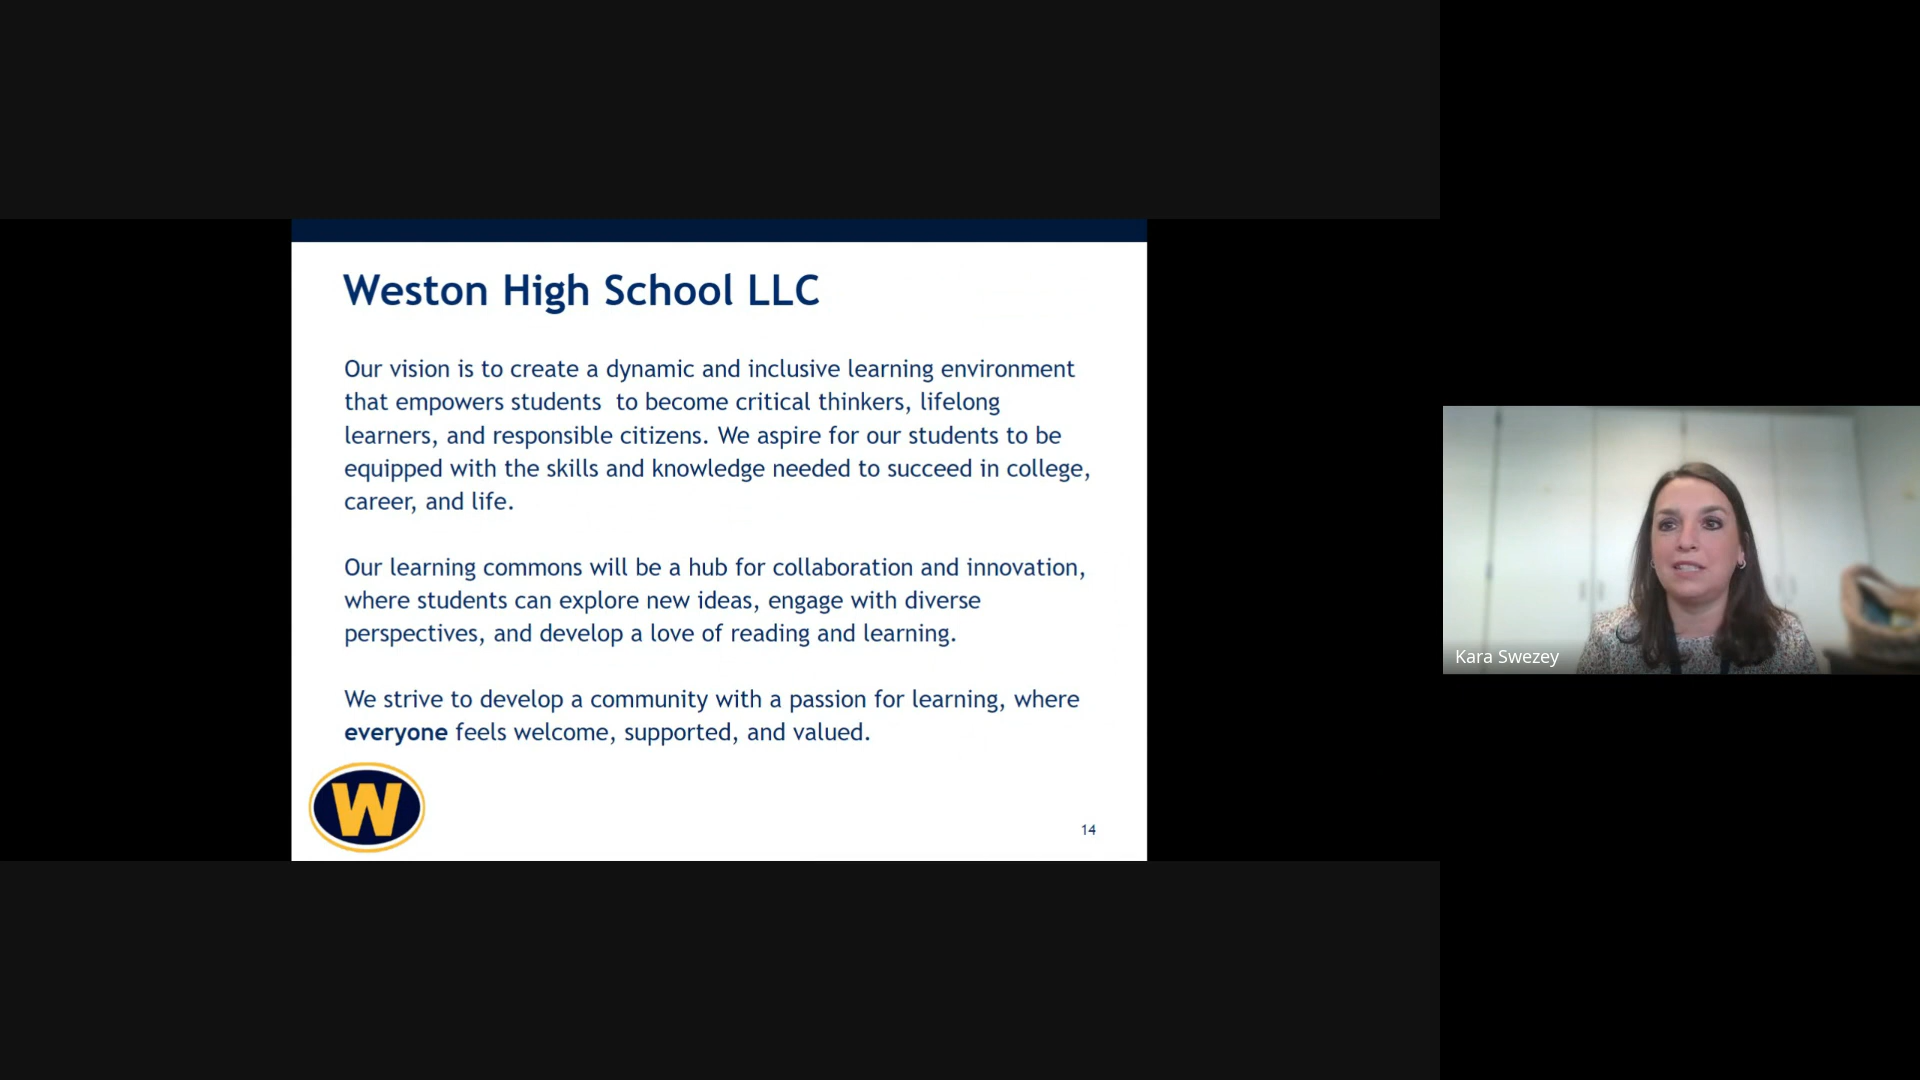 Weston High School LLC
Our vision is to create a dynamic and inclusive learning environment
that empowers students  to become critical thinkers, lifelong
learners, and responsible citizens. We aspire for our students to be
equipped with the skills and knowledge needed to succeed in college,
career, and life.
Our learning commons will be a hub for collaboration and innovation,
where students can explore new ideas, engage with diverse
perspectives, and develop a love of reading and learning.
We strive to develop a community with a passion for learning, where
everyone feels welcome, supported, and valued.
W
14
Kara Swezey